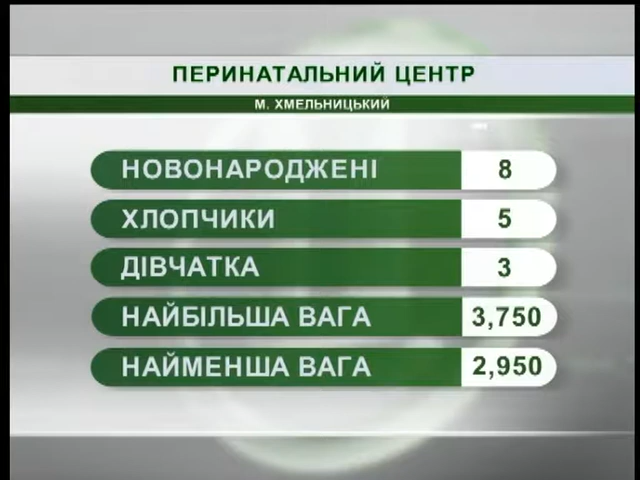 ПЕРИНАТАЛЬНИЙ ЦЕНТР
М. ХМЕЛЬНИЦЬКИЙ
НОВОНАРОДЖЕНІ 8
ХЛОПЧИКИ 5
ДІВЧАТКА 3
НАЙБІЛЬША ВАГА 3,750
НАЙМЕНША ВАГА 2,950